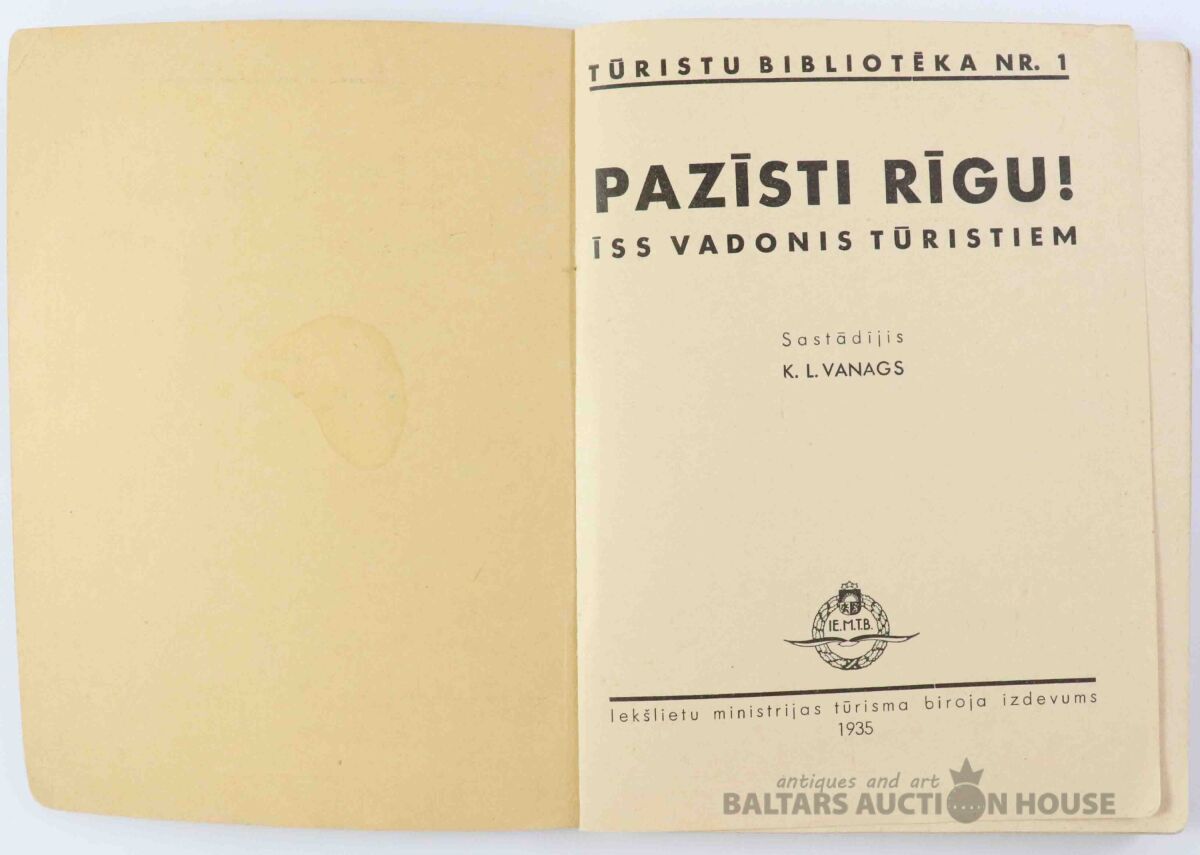 TŪRISTU BIBLIOTĒKA NR. 1
PAZĪSTI RĪGU!
ĪSS VADONIS TŪRISTIEM
Sastādījis
K. L. VANAGS
IE.M.T.B.
Iekšlietu ministrijas tūrisma biroja izdevums
1935
antiques and art
BALTARS AUCTION HOUSE